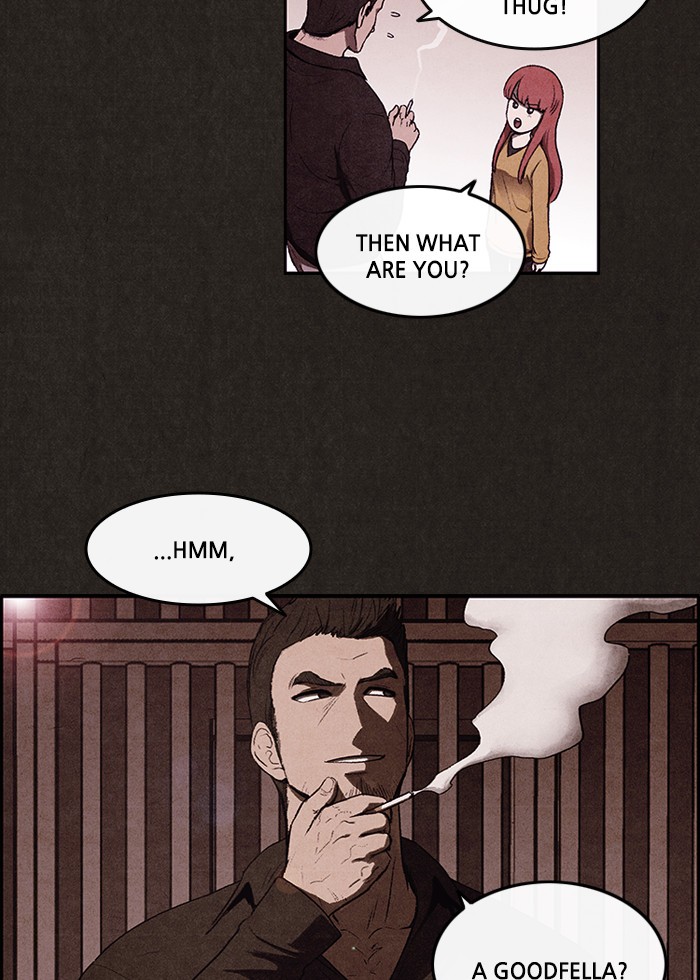 THUG!
THEN WHAT
ARE YOU?
...HMM,
A GOODFELLA?